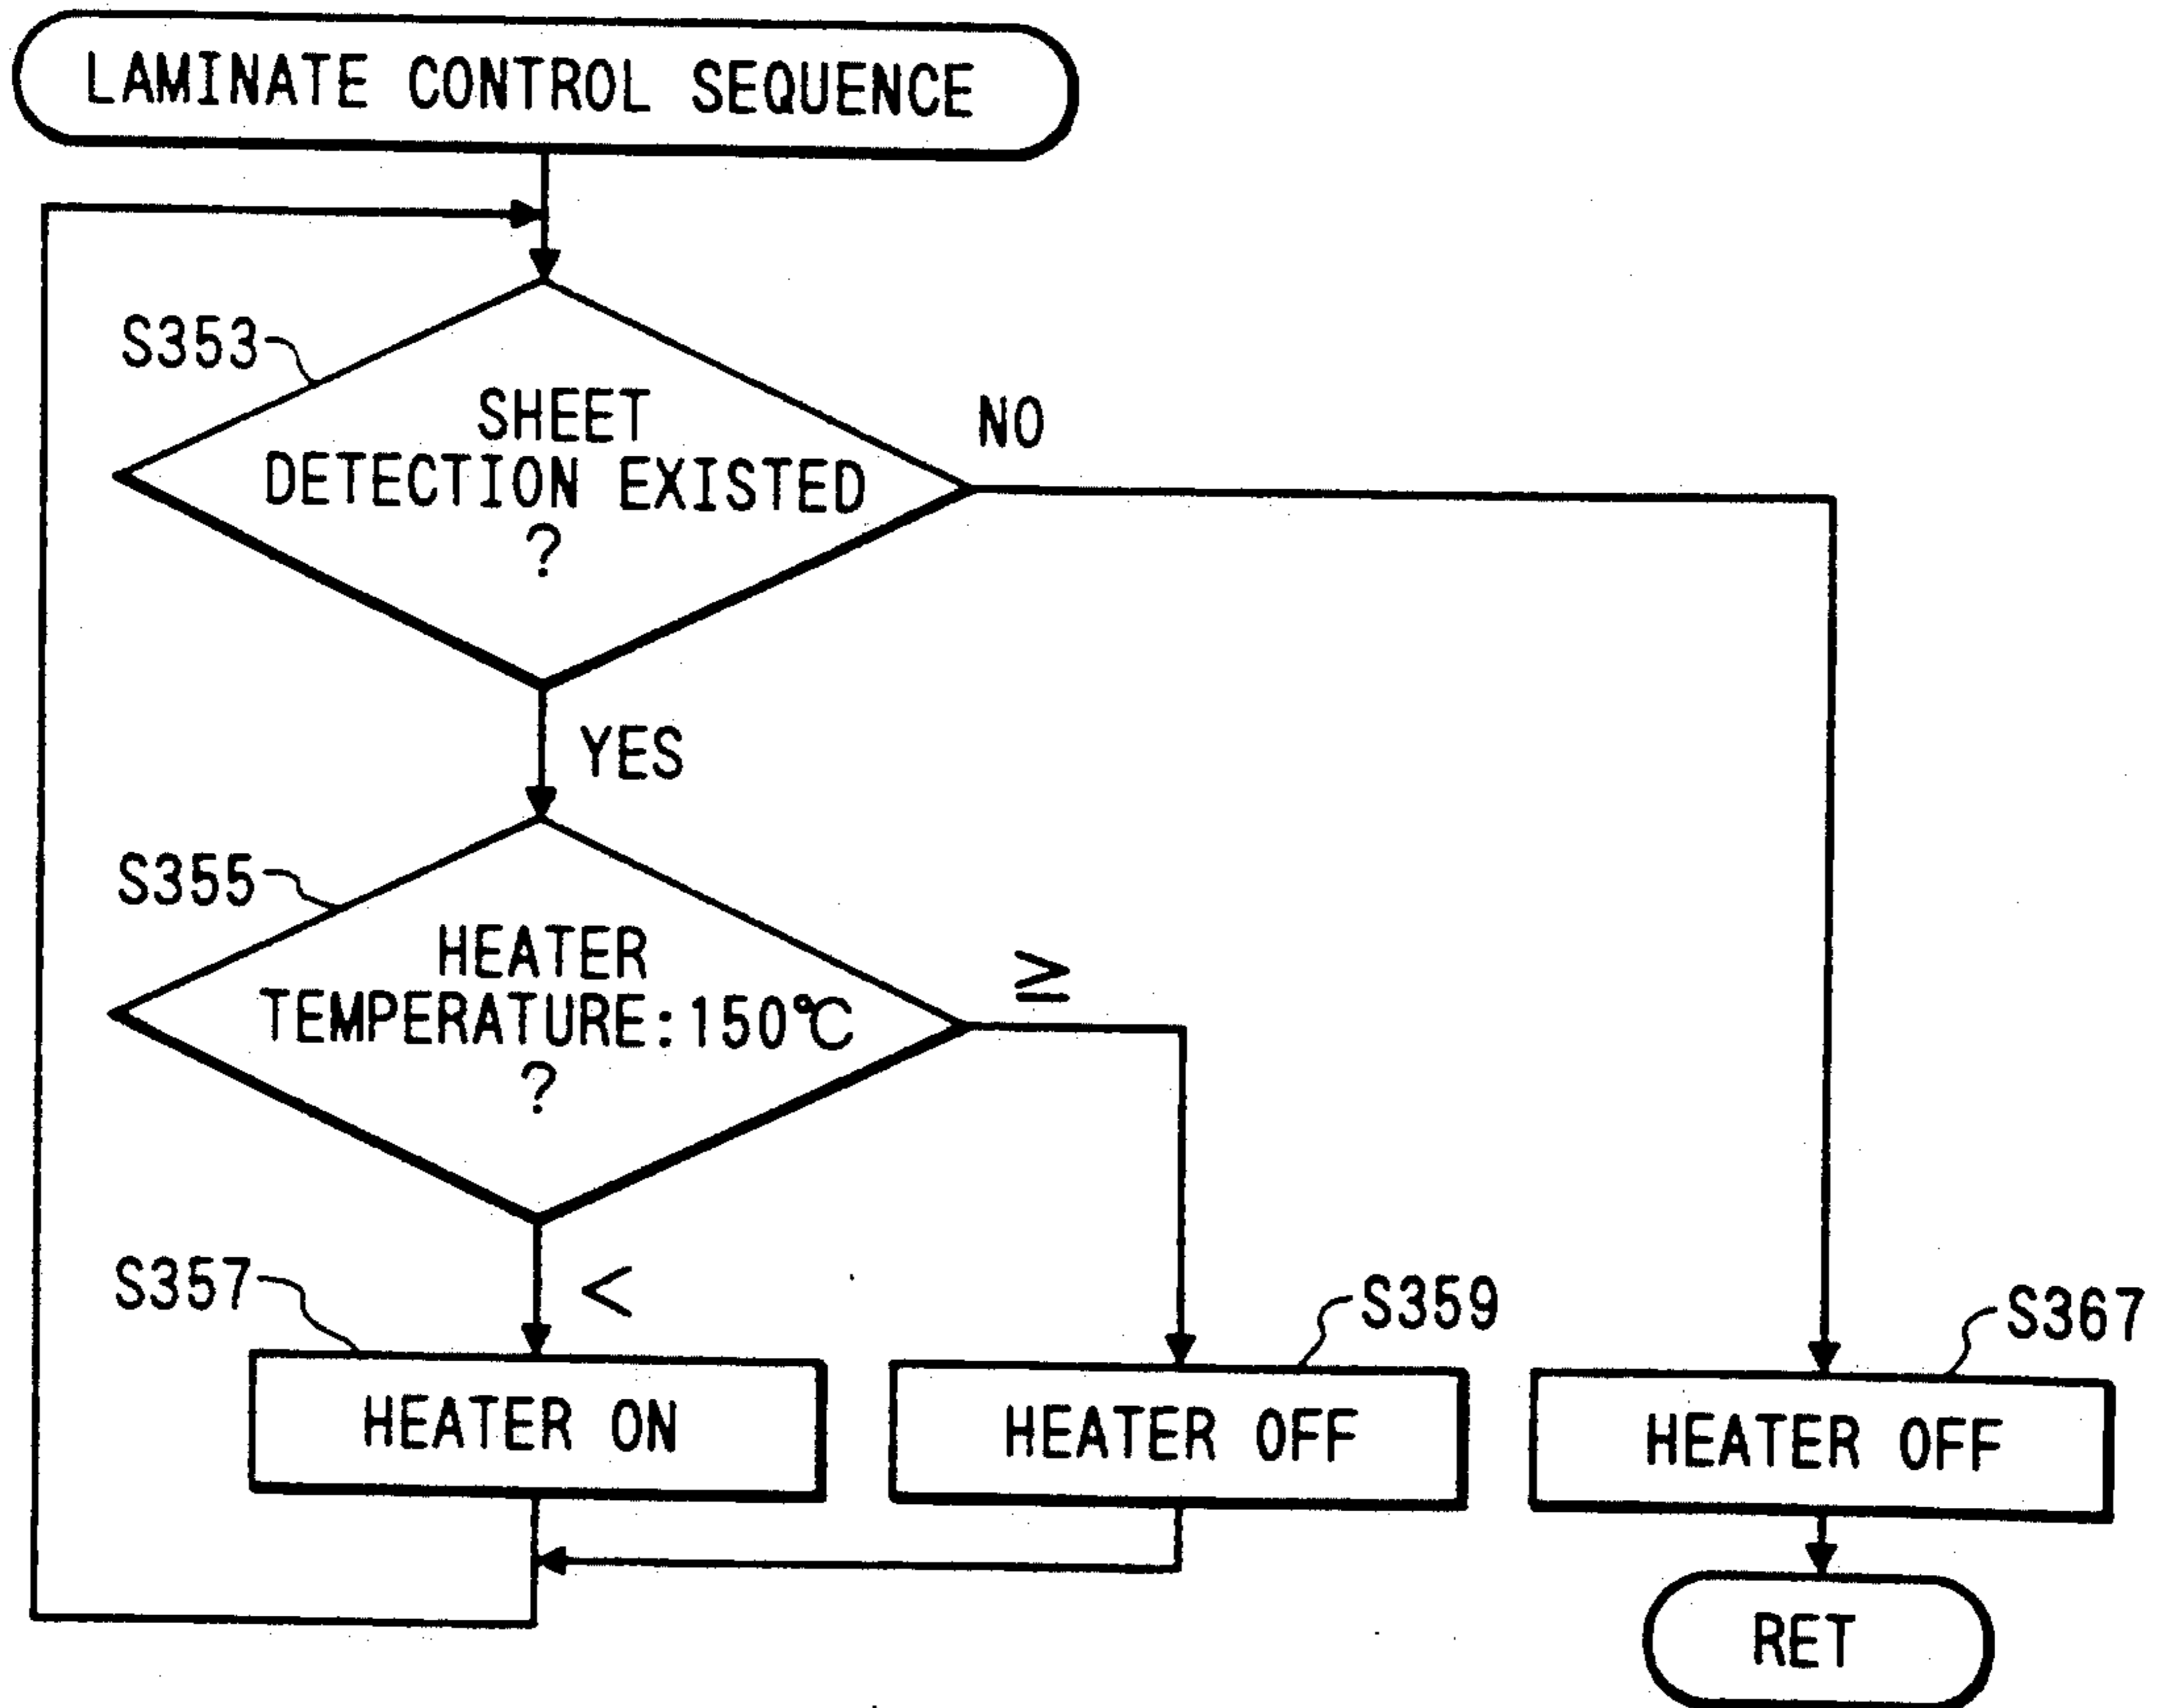 LAMINATE CONTROL SEQUENCE
S353
SHEET
DETECTION EXISTED
?
NO
YES
S355
HEATER
TEMPERATURE:150℃
?
≥
<
S357
HEATER ON
S359
HEATER OFF
S367
HEATER OFF
RET